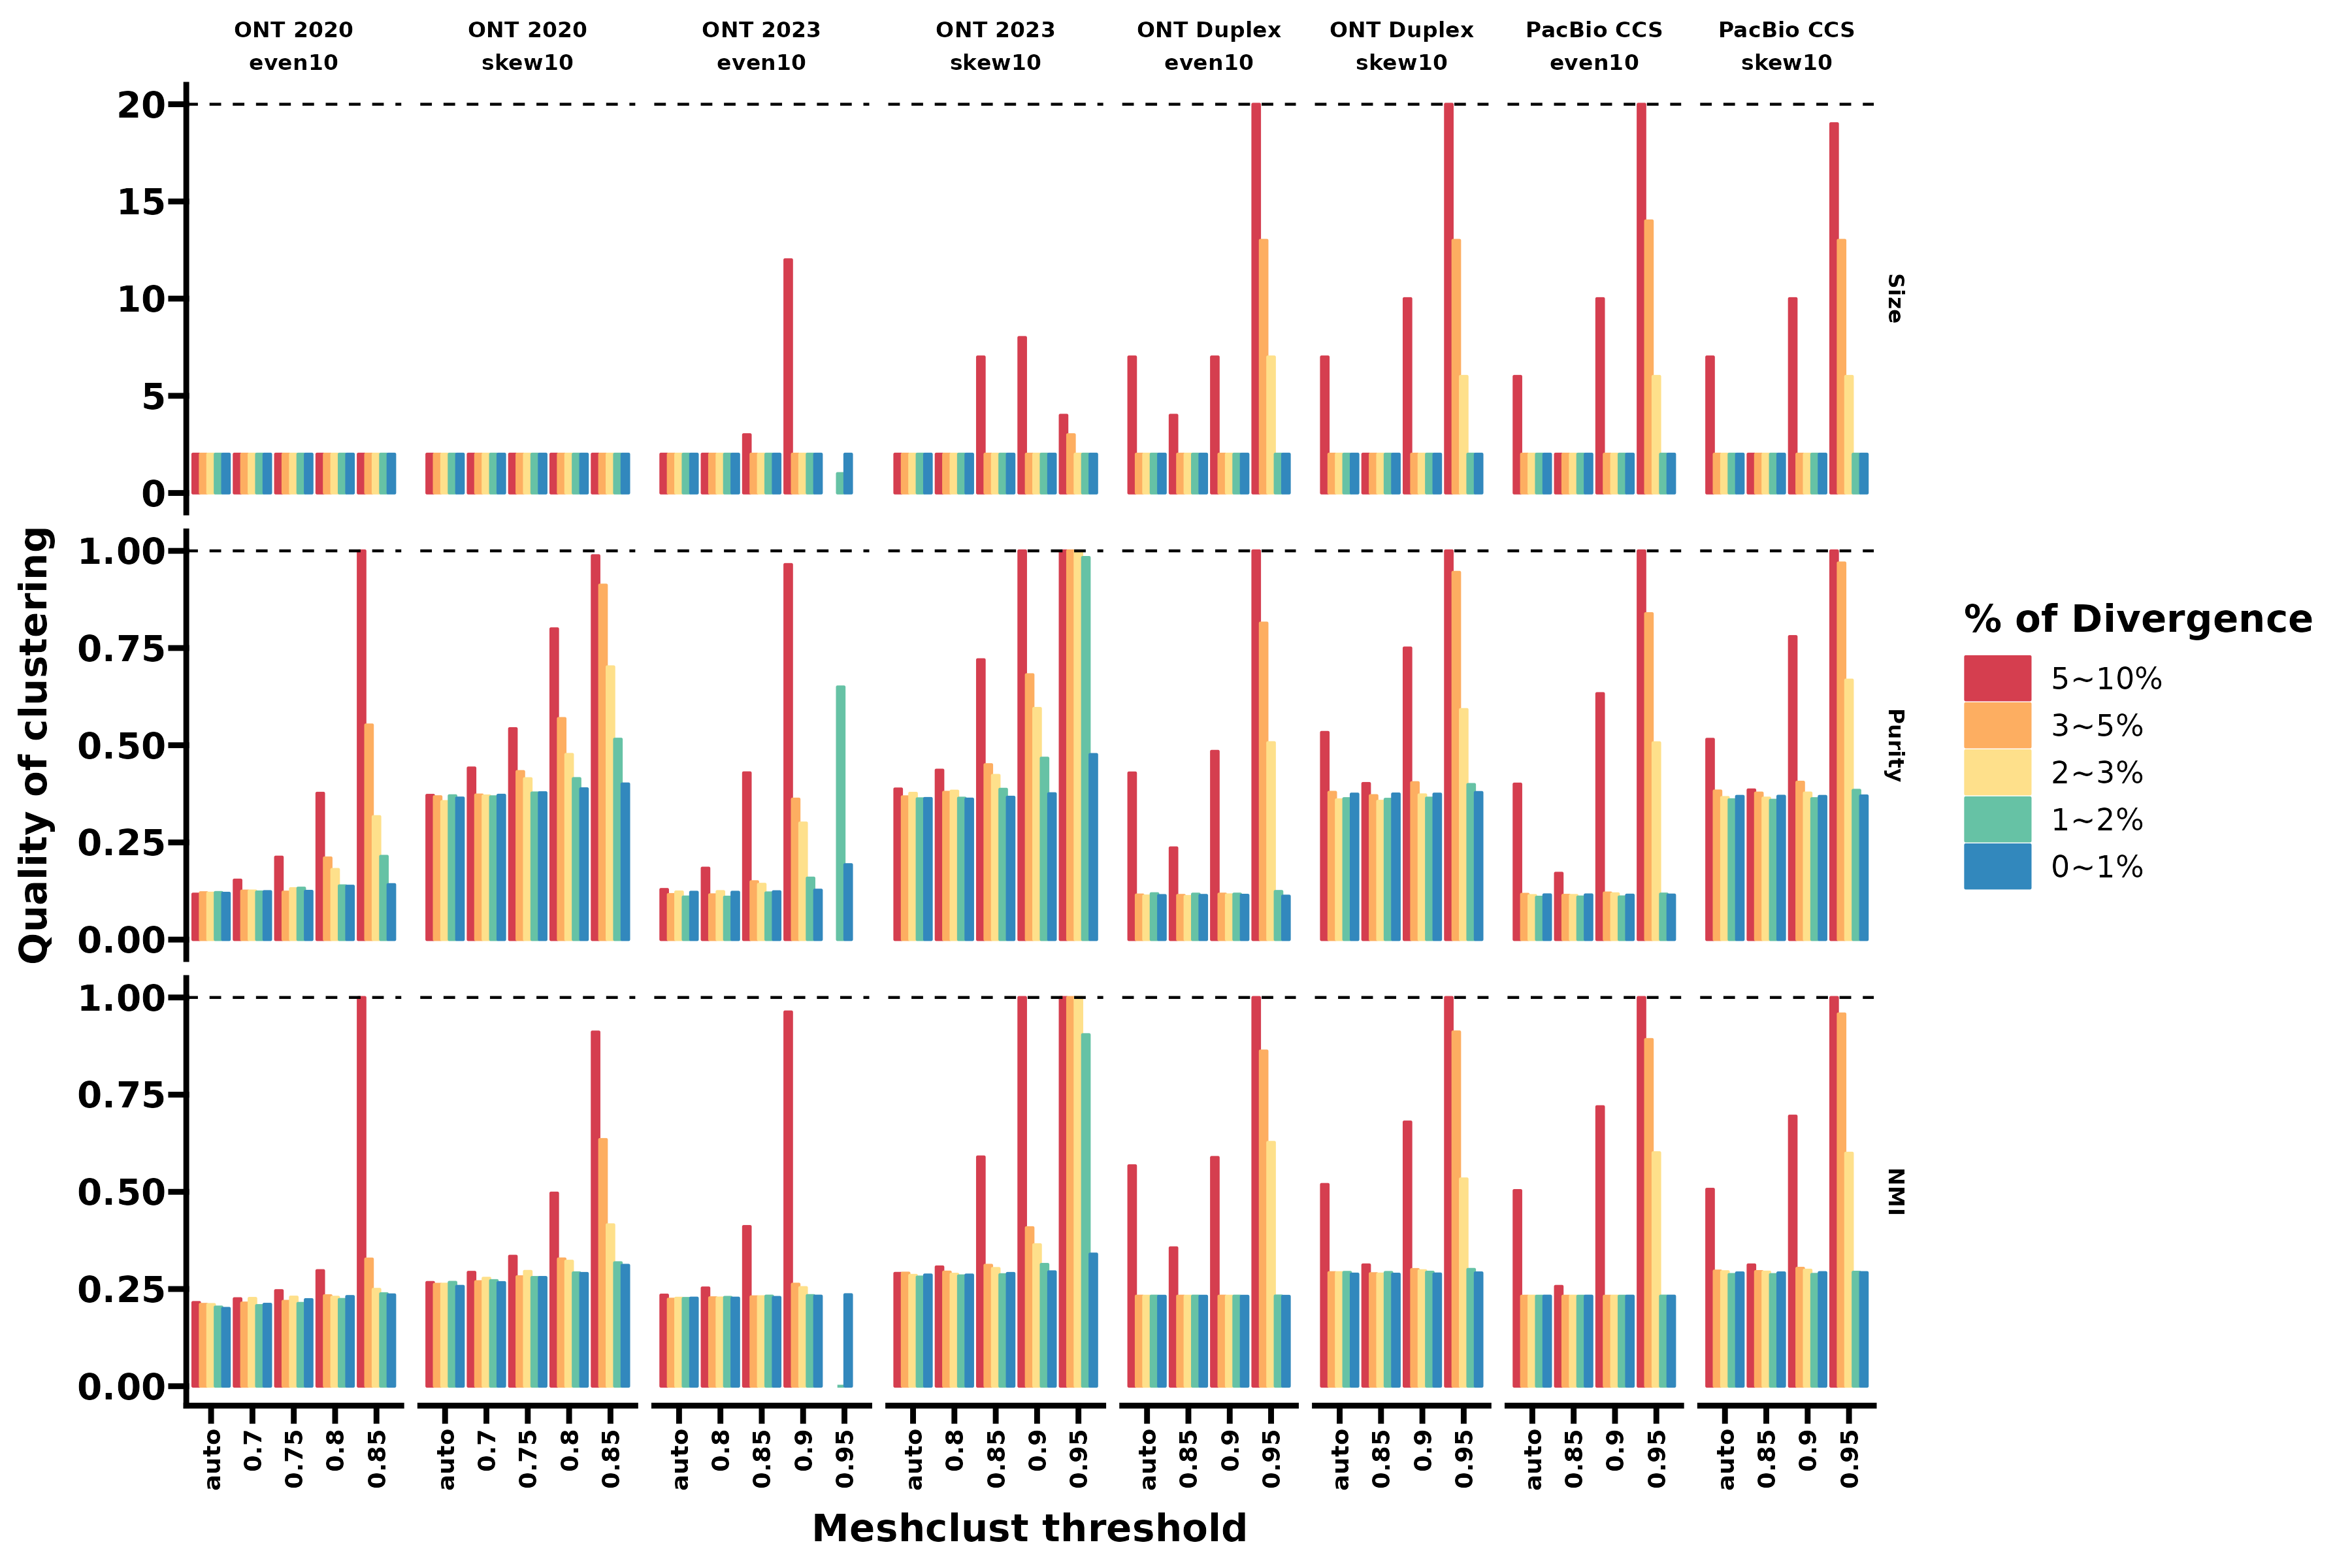 ONT 2020 ONT 2020 ONT 2023 ONT 2023 ONT Duplex ONT Duplex PacBio CCS PacBio CCS
even10 skew10 even10 skew10 even10 skew10 even10 skew10
20
15
10
5
0
Size
1.00
0.75
0.50
0.25
0.00
Purity
1.00
0.75
0.50
0.25
0.00
NMI
Quality of clustering
auto 0.7 0.75 0.8 0.85 auto 0.7 0.75 0.8 0.85 auto 0.8 0.85 0.9 0.95 auto 0.8 0.85 0.9 0.95 auto 0.85 0.9 0.95 auto 0.85 0.9 0.95 auto 0.85 0.9 0.95 auto 0.85 0.9 0.95
Meshclust threshold
% of Divergence
5~10%
3~5%
2~3%
1~2%
0~1%